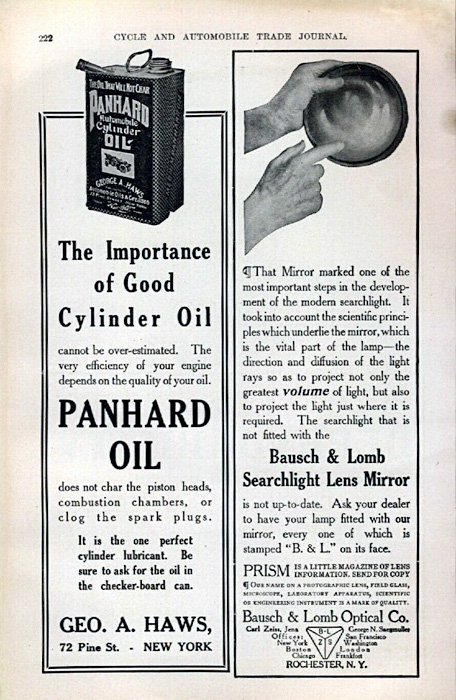 222
CYCLE AND AUTOMOBILE TRADE JOURNAL.
THE OIL THAT WILL NOT CHAR
PANHARD
Automobile
Cylinder
OIL
GEORGE A. HAWS
Automobile Oils & Greases
The Importance
of Good
Cylinder Oil
cannot be over-estimated. The
very efficiency of your engine
depends on the quality of your oil.
PANHARD
OIL
does not char the piston heads,
combustion chambers, or
clog the spark plugs.
It is the one perfect
cylinder lubricant. Be
sure to ask for the oil in
the checker-board can.
GEO. A. HAWS,
72 Pine St. - NEW YORK
¶That Mirror marked one of the
most important steps in the develop-
ment of the modern searchlight. It
took into account the scientific princi-
ples which underlie the mirror, which
is the vital part of the lamp—the
direction and diffusion of the light
rays so as to project not only the
greatest volume of light, but also
to project the light just where it is
required. The searchlight that is
not fitted with the
Bausch & Lomb
Searchlight Lens Mirror
is not up-to-date. Ask your dealer
to have your lamp fitted with our
mirror, every one of which is
stamped "B. & L." on its face.
PRISM IS A LITTLE MAGAZINE OF LENS
INFORMATION. SEND FOR COPY
¶ OUR NAME ON A PHOTOGRAPHIC LENS, FIELD GLASS,
MICROSCOPE, LABORATORY APPARATUS, SCIENTIFIC
OR ENGINEERING INSTRUMENT IS A MARK OF QUALITY.
Bausch & Lomb Optical Co.
Carl Zeiss, Jena George N. Saegmuller
Offices: San Francisco
New York Washington
Boston London
Chicago Frankfort
B-L
Z S
ROCHESTER, N. Y.